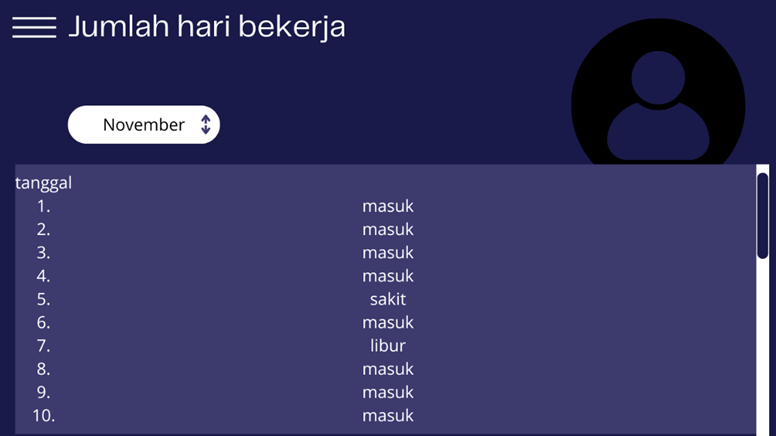 Jumlah hari bekerja
November
tanggal
1. masuk
2. masuk
3. masuk
4. masuk
5. sakit
6. masuk
7. libur
8. masuk
9. masuk
10. masuk